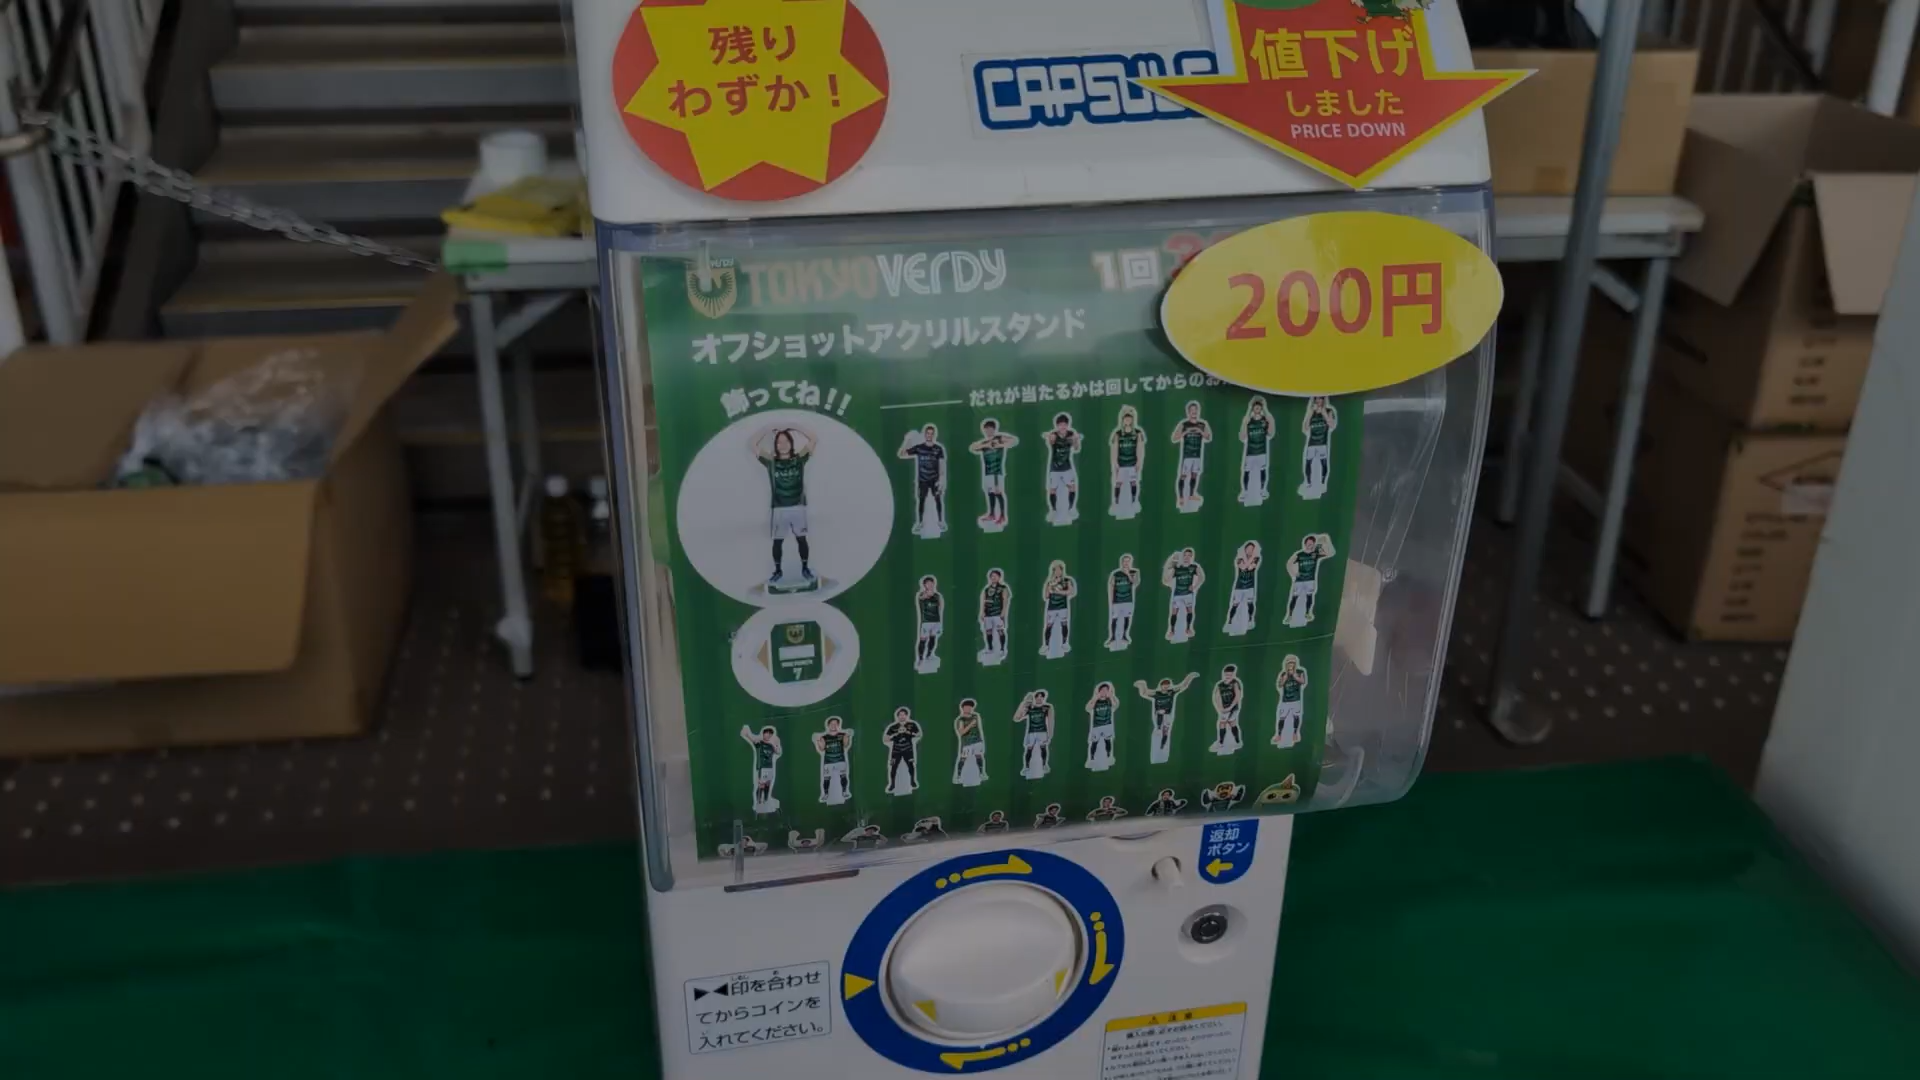 残り
わずか！
CAPSULE
値下げ
しました
PRICE DOWN
TOKYO VERDY
1回
200円
オフショットアクリルスタンド
飾ってね!!
だれが当たるかは回してからのお
7
返却
ボタン
▶◀印を合わせ
てからコインを
入れてください。
注意